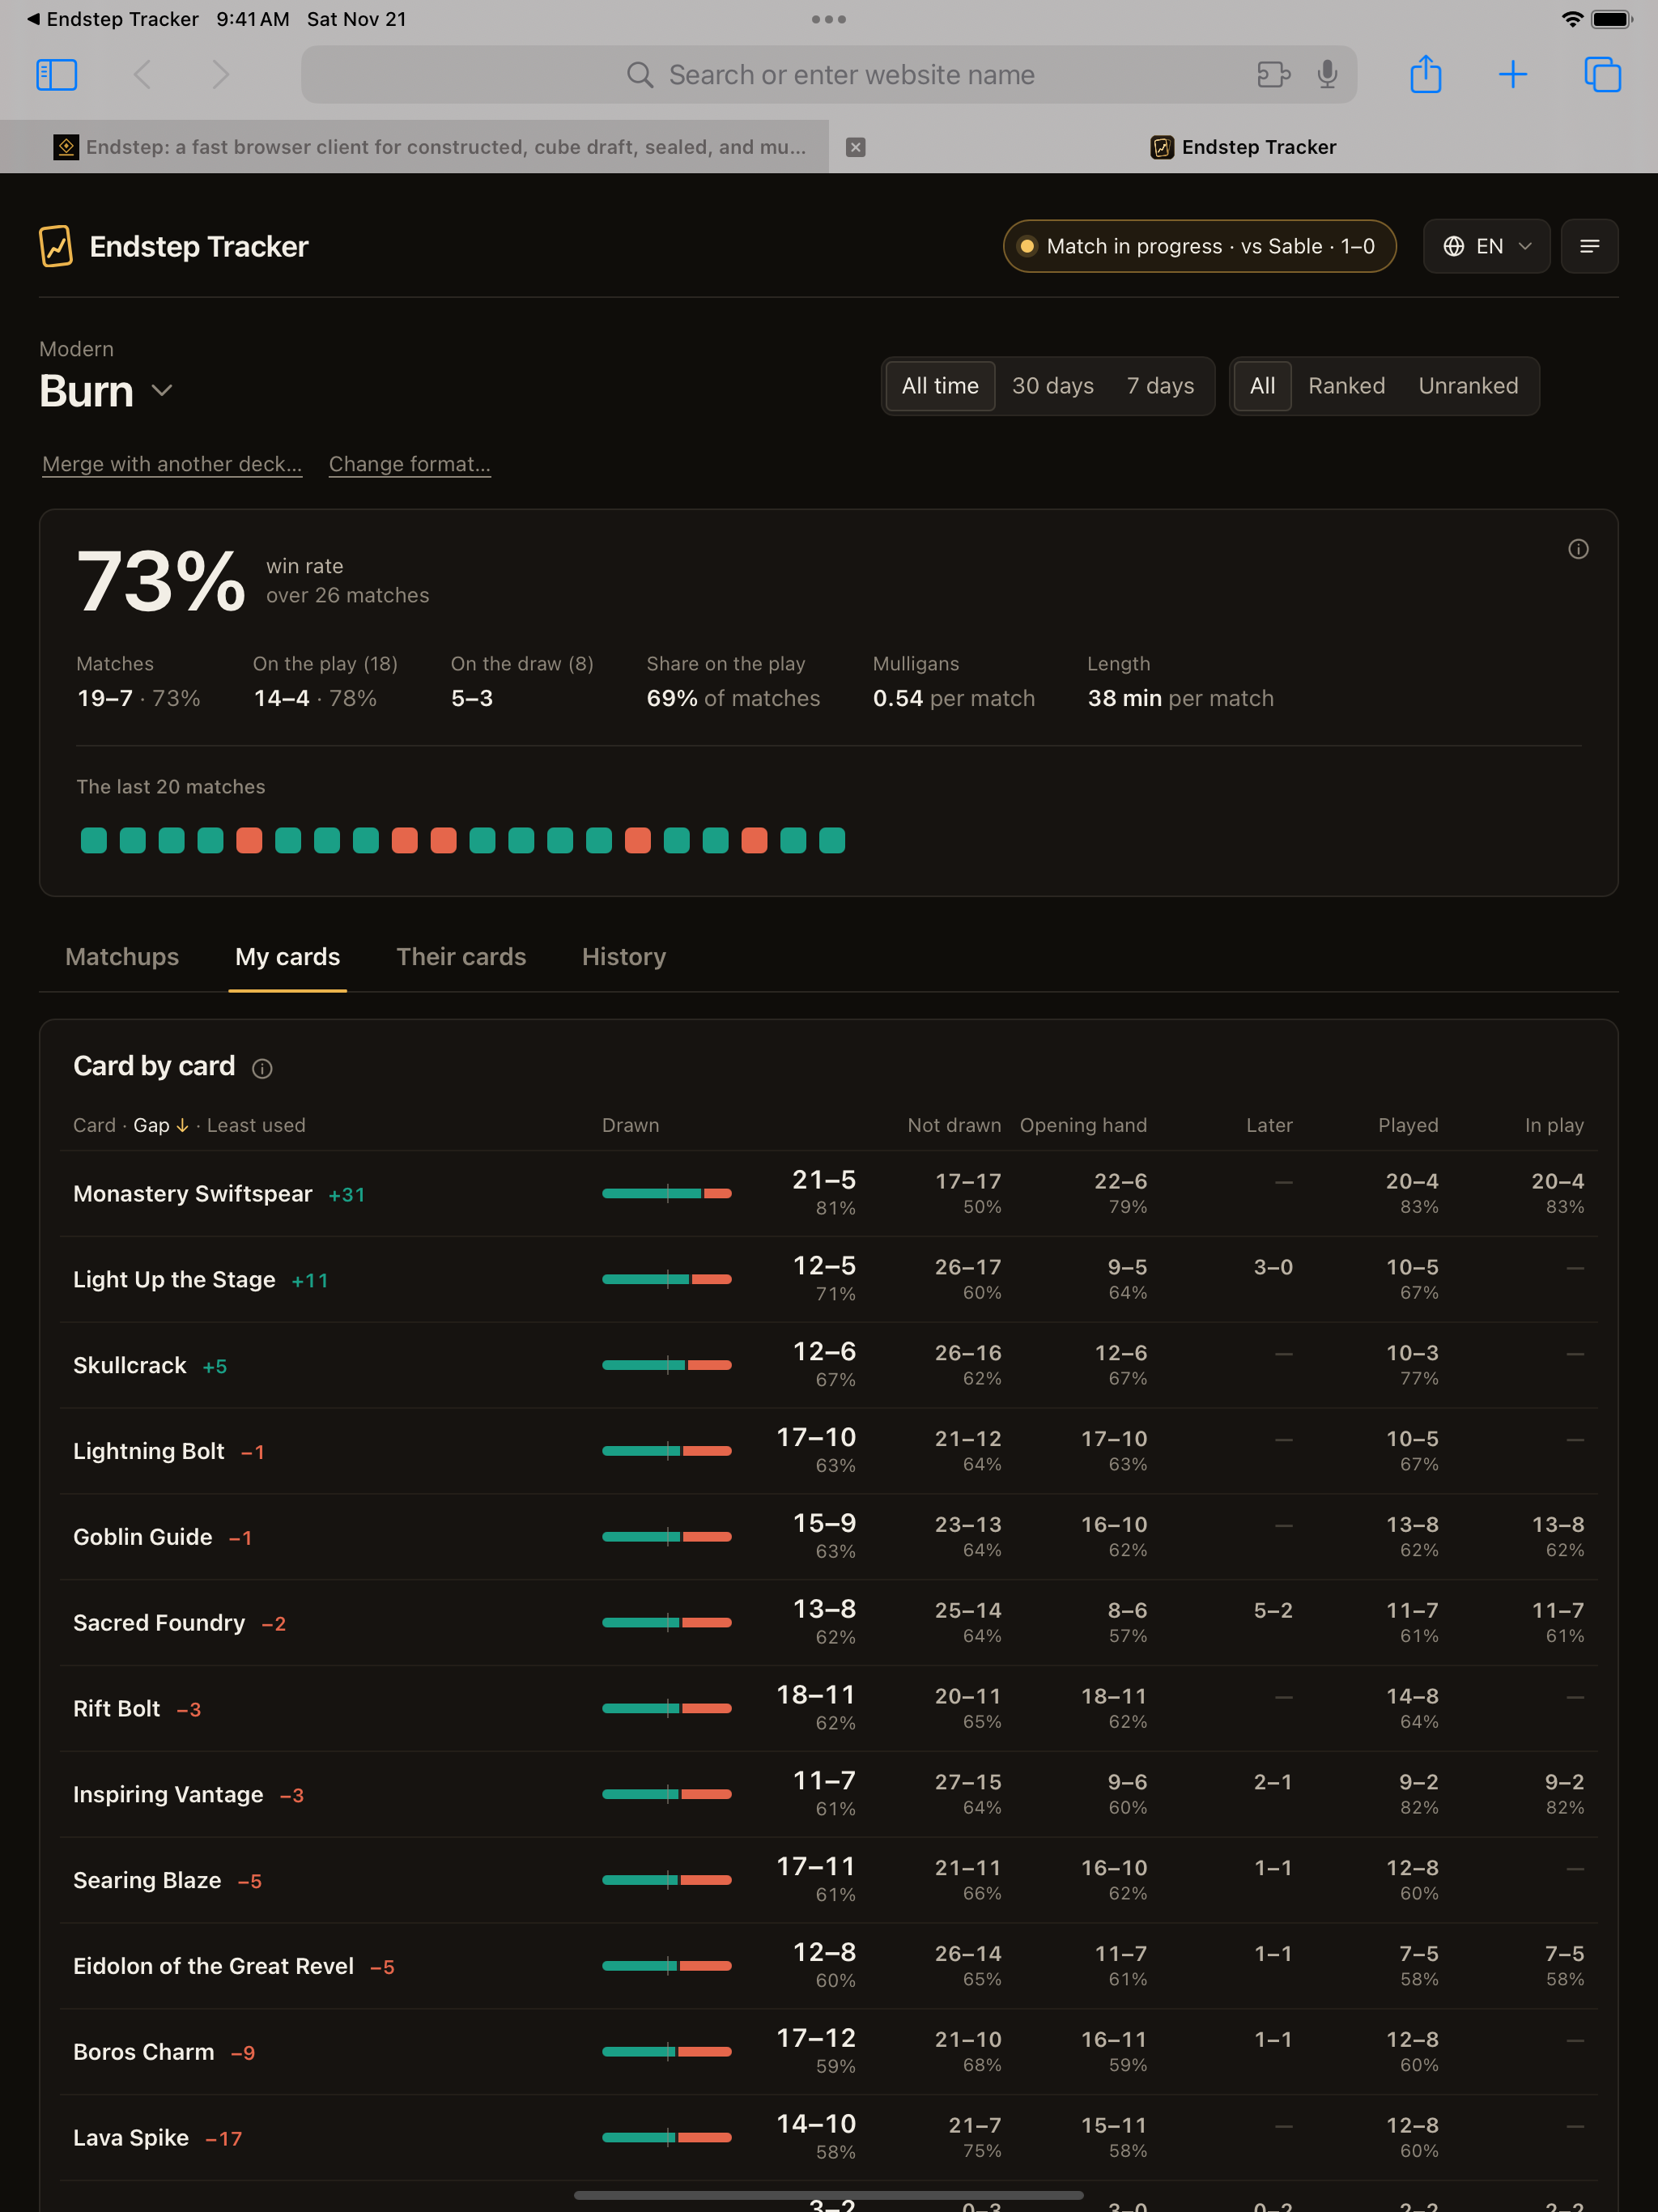 ◀ Endstep Tracker 9:41 AM Sat Nov 21
Search or enter website name
Endstep: a fast browser client for constructed, cube draft, sealed, and mu...
Endstep Tracker
Endstep Tracker
Match in progress · vs Sable · 1–0
EN
Modern
Burn
All time 30 days 7 days
All Ranked Unranked
Merge with another deck... Change format...
73% win rate
over 26 matches
Matches On the play (18) On the draw (8) Share on the play Mulligans Length
19–7 · 73% 14–4 · 78% 5–3 69% of matches 0.54 per match 38 min per match
The last 20 matches
Matchups My cards Their cards History
Card by card
Card · Gap ↓ · Least used Drawn Not drawn Opening hand Later Played In play
Monastery Swiftspear +31 21–5 17–17 22–6 — 20–4 20–4
81% 50% 79% 83% 83%
Light Up the Stage +11 12–5 26–17 9–5 3–0 10–5 —
71% 60% 64% 67%
Skullcrack +5 12–6 26–16 12–6 — 10–3 —
67% 62% 67% 77%
Lightning Bolt −1 17–10 21–12 17–10 — 10–5 —
63% 64% 63% 67%
Goblin Guide −1 15–9 23–13 16–10 — 13–8 13–8
63% 64% 62% 62% 62%
Sacred Foundry −2 13–8 25–14 8–6 5–2 11–7 11–7
62% 64% 57% 61% 61%
Rift Bolt −3 18–11 20–11 18–11 — 14–8 —
62% 65% 62% 64%
Inspiring Vantage −3 11–7 27–15 9–6 2–1 9–2 9–2
61% 64% 60% 82% 82%
Searing Blaze −5 17–11 21–11 16–10 1–1 12–8 —
61% 66% 62% 60%
Eidolon of the Great Revel −5 12–8 26–14 11–7 1–1 7–5 7–5
60% 65% 61% 58% 58%
Boros Charm −9 17–12 21–10 16–11 1–1 12–8 —
59% 68% 59% 60%
Lava Spike −17 14–10 21–7 15–11 — 12–8 —
58% 75% 58% 60%